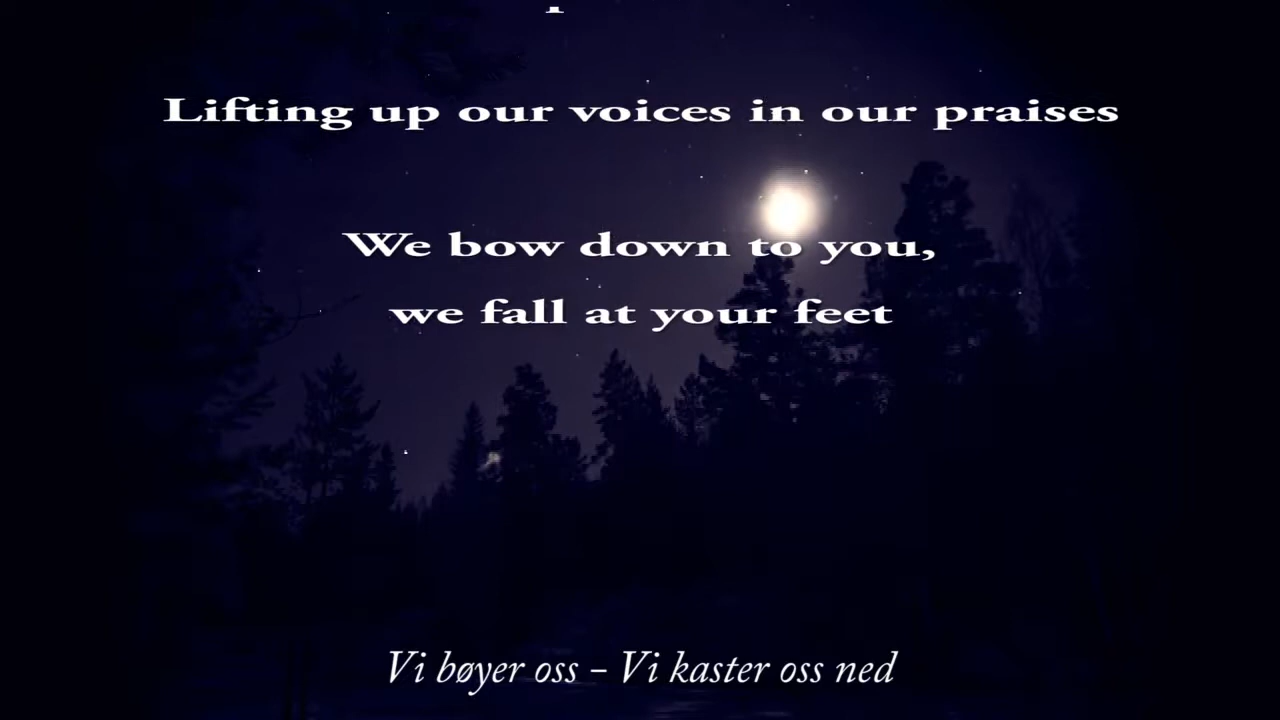 Lifting up our voices in our praises
We bow down to you,
we fall at your feet
Vi bøyer oss – Vi kaster oss ned